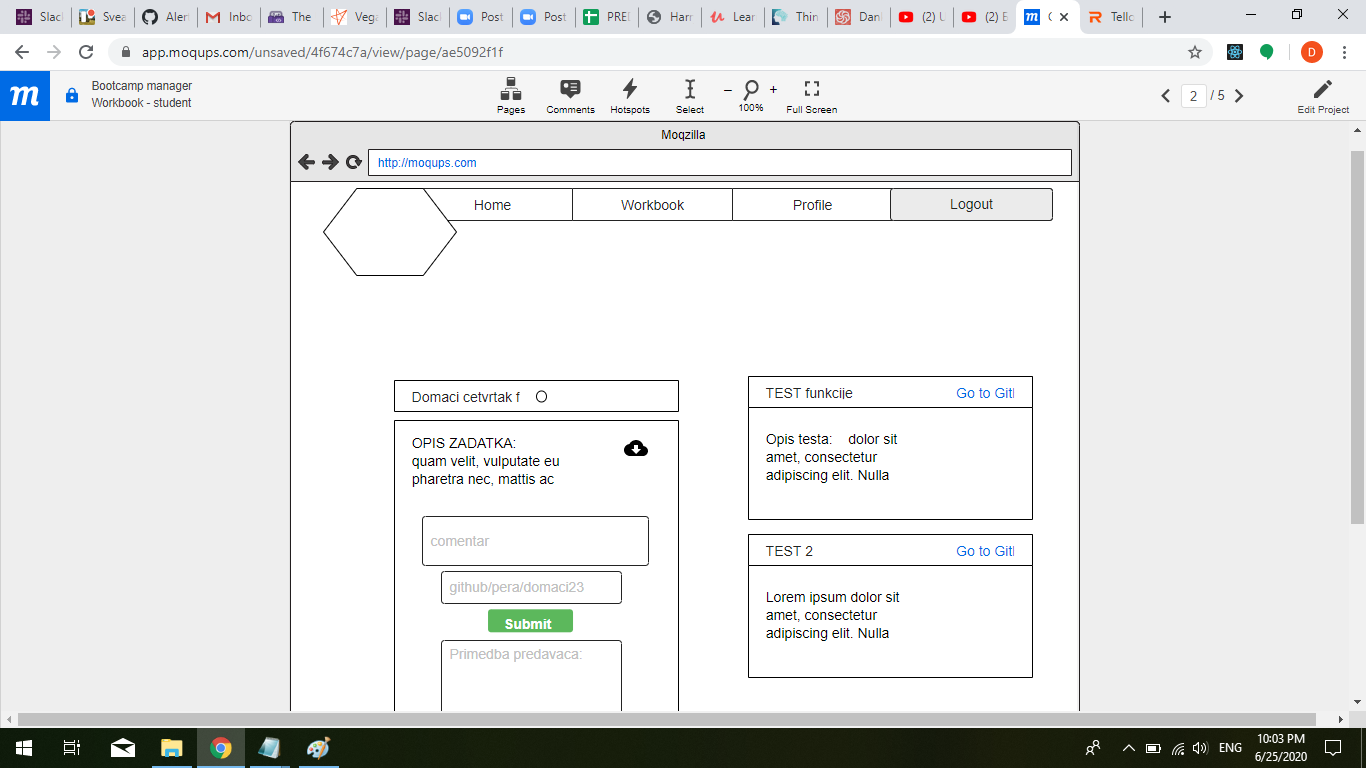 Slac
Svea
Aler
Inbo
The
Vega
Slac
Post
Post
PREI
Ham
Lear
Thin
Dan
(2) U
(2) E
Tello
app.moqups.com/unsaved/4f674c7a/view/page/ae5092f1f
D
m
Bootcamp manager
Workbook - student
Pages
Comments
Hotspots
Select
100%
Full Screen
2 / 5
Edit Project
Moqzilla
http://moqups.com
Home
Workbook
Profile
Logout
Domaci cetvrtak f
OPIS ZADATKA:
quam velit, vulputate eu
pharetra nec, mattis ac
comentar
github/pera/domaci23
Submit
Primedba predavaca:
TEST funkcije
Go to Gitl
Opis testa: dolor sit
amet, consectetur
adipiscing elit. Nulla
TEST 2
Go to Gitl
Lorem ipsum dolor sit
amet, consectetur
adipiscing elit. Nulla
ENG
10:03 PM
6/25/2020